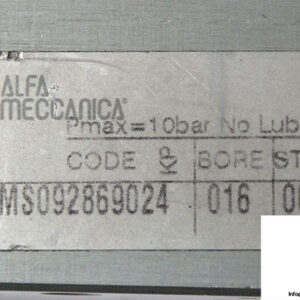 ALFA
MECCANICA
Pmax=10bar No Lub
CODE BORE ST
MS092869024 016